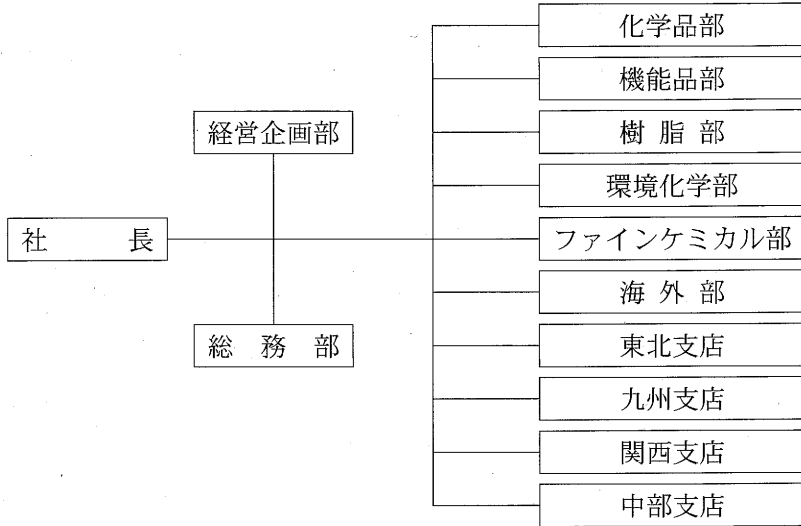 化学品部
機能品部
経営企画部
樹脂部
環境化学部
社長
ファインケミカル部
海外部
総務部
東北支店
九州支店
関西支店
中部支店